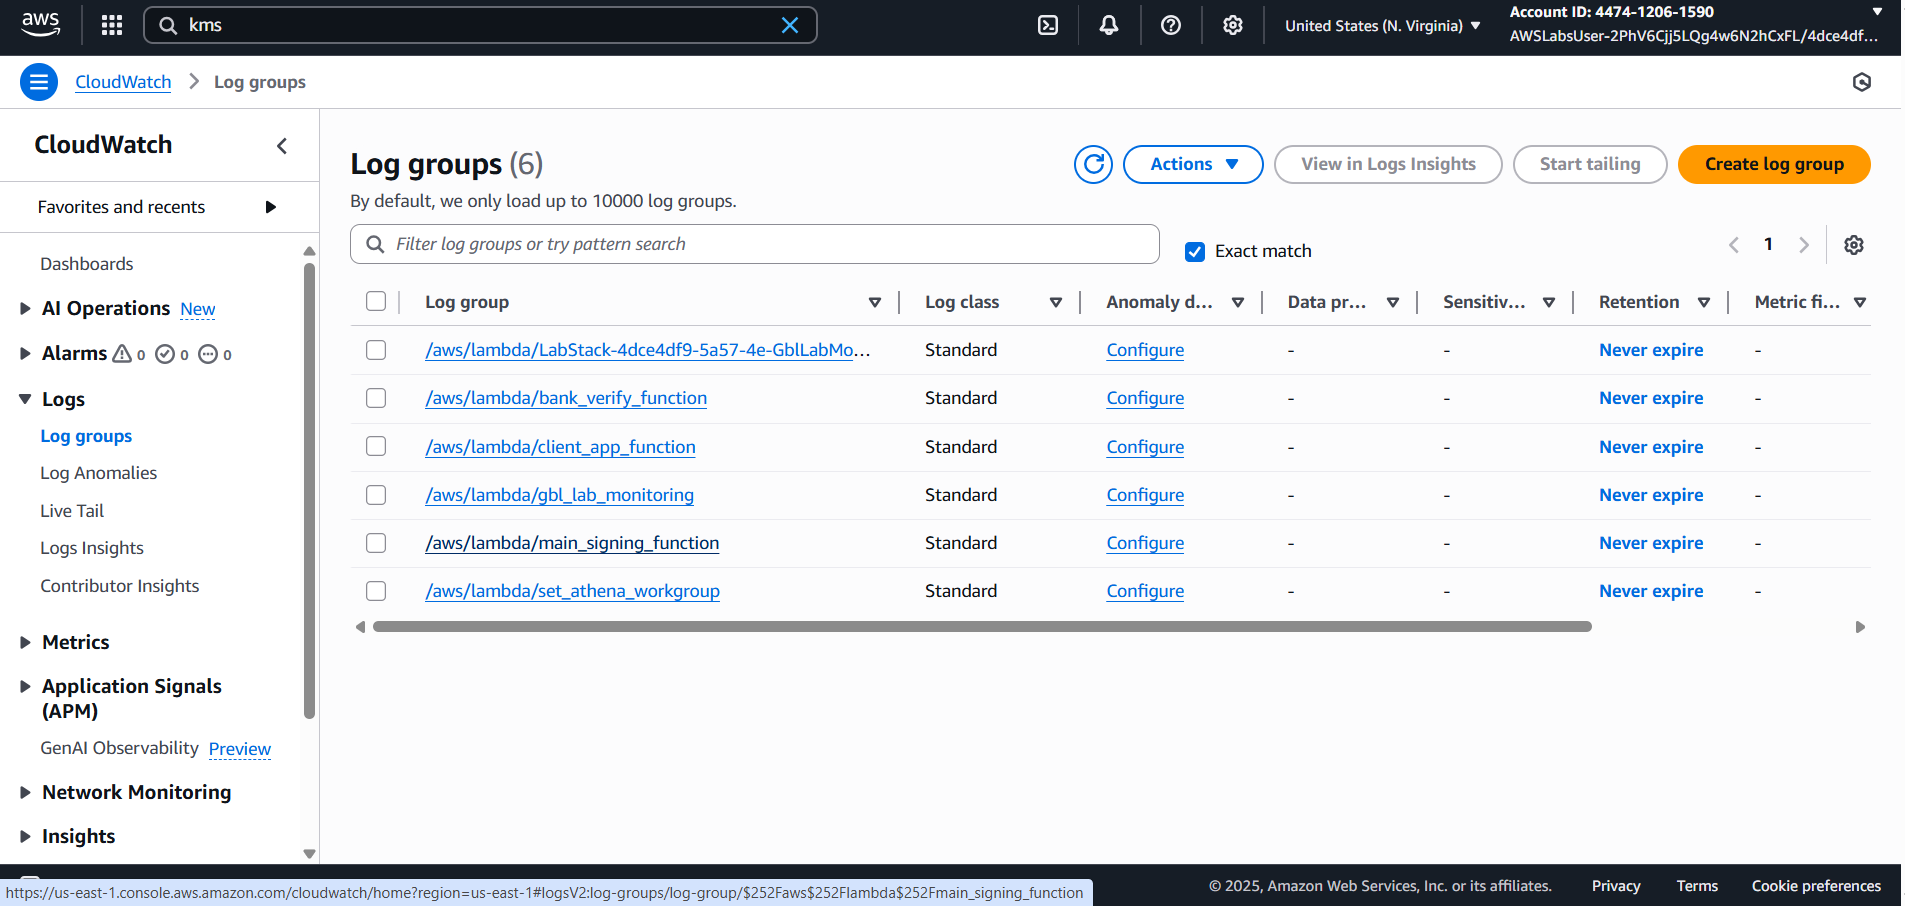 aws
kms
United States (N. Virginia)
Account ID: 4474-1206-1590
AWSLabsUser-2PhV6Cjj5LQg4w6N2hCxFL/4dce4df...
CloudWatch
Log groups
CloudWatch
Favorites and recents
Dashboards
AI Operations New
Alarms 0 0 0
Logs
Log groups
Log Anomalies
Live Tail
Logs Insights
Contributor Insights
Metrics
Application Signals
(APM)
GenAI Observability Preview
Network Monitoring
Insights
Log groups (6)
By default, we only load up to 10000 log groups.
Actions
View in Logs Insights
Start tailing
Create log group
Filter log groups or try pattern search
Exact match
1
Log group Log class Anomaly d... Data pr... Sensitiv... Retention Metric fi...
/aws/lambda/LabStack-4dce4df9-5a57-4e-GblLabMo... Standard Configure - - Never expire -
/aws/lambda/bank_verify_function Standard Configure - - Never expire -
/aws/lambda/client_app_function Standard Configure - - Never expire -
/aws/lambda/gbl_lab_monitoring Standard Configure - - Never expire -
/aws/lambda/main_signing_function Standard Configure - - Never expire -
/aws/lambda/set_athena_workgroup Standard Configure - - Never expire -
https://us-east-1.console.aws.amazon.com/cloudwatch/home?region=us-east-1#logsV2:log-groups/log-group/$252Faws$252Flambda$252Fmain_signing_function
© 2025, Amazon Web Services, Inc. or its affiliates.
Privacy
Terms
Cookie preferences